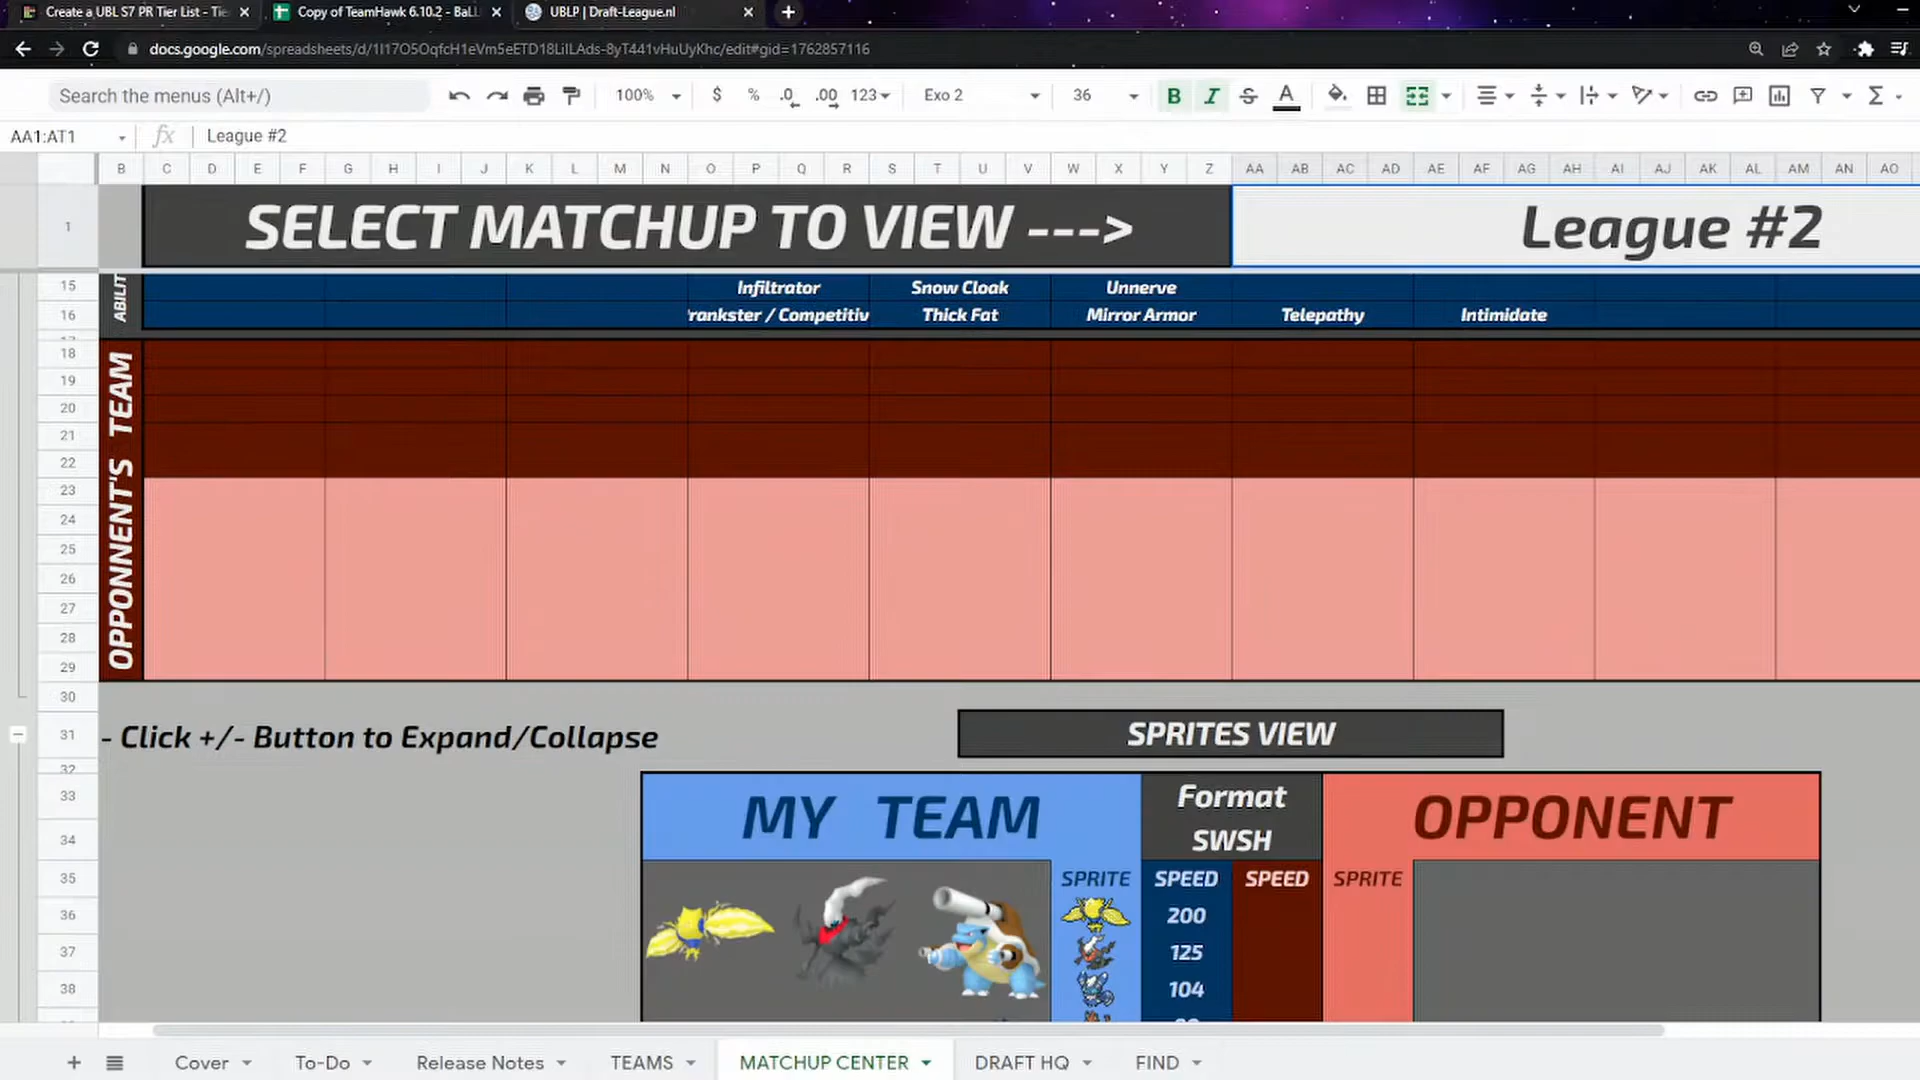 Create a UBL S7 PR Tier List - Tie
Copy of TeamHawk 6.10.2 - BaLL
UBLP | Draft-League.nl
docs.google.com/spreadsheets/d/1I17O5OqfcH1eVm5eETD18LiILAds-8yT441vHuUyKhc/edit#gid=1762857116
Search the menus (Alt+/) 100% $ % .0 .00 123 Exo 2 36 B I S A Σ
AA1:AT1 fx League #2
B C D E F G H I J K L M N O P Q R S T U V W X Y Z AA AB AC AD AE AF AG AH AI AJ AK AL AM AN AO
1 SELECT MATCHUP TO VIEW ---> League #2
15 Infiltrator Snow Cloak Unnerve
ABILIT
16 rankster / Competitiv Thick Fat Mirror Armor Telepathy Intimidate
18
19
20
21
22
23
24
25
26
27
28
29
OPPONENT'S TEAM
30
31 - Click +/- Button to Expand/Collapse SPRITES VIEW
32
33 MY TEAM Format OPPONENT
34 SWSH
35 SPRITE SPEED SPEED SPRITE
36 200
37 125
38 104
+ Cover To-Do Release Notes TEAMS MATCHUP CENTER DRAFT HQ FIND